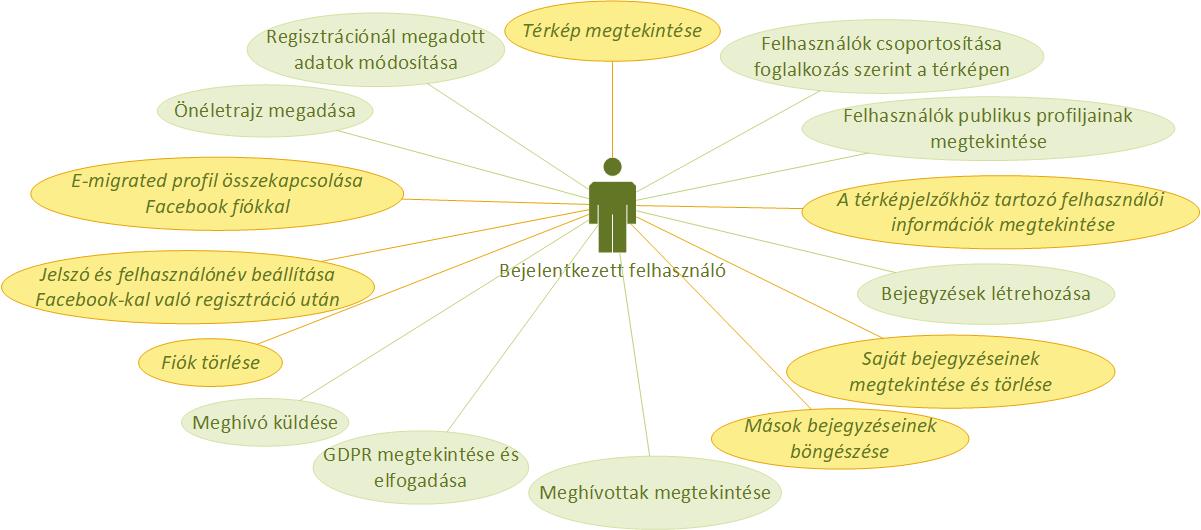 Térkép megtekintése
Regisztrációnál megadott
adatok módosítása
Felhasználók csoportosítása
foglalkozás szerint a térképen
Önéletrajz megadása
Felhasználók publikus profiljainak
megtekintése
E-migrated profil összekapcsolása
Facebook fiókkal
A térképjelzőkhöz tartozó felhasználói
információk megtekintése
Bejelentkezett felhasználó
Jelszó és felhasználónév beállítása
Facebook-kal való regisztráció után
Bejegyzések létrehozása
Fiók törlése
Saját bejegyzéseinek
megtekintése és törlése
Meghívó küldése
Mások bejegyzéseinek
böngészése
GDPR megtekintése és
elfogadása
Meghívottak megtekintése